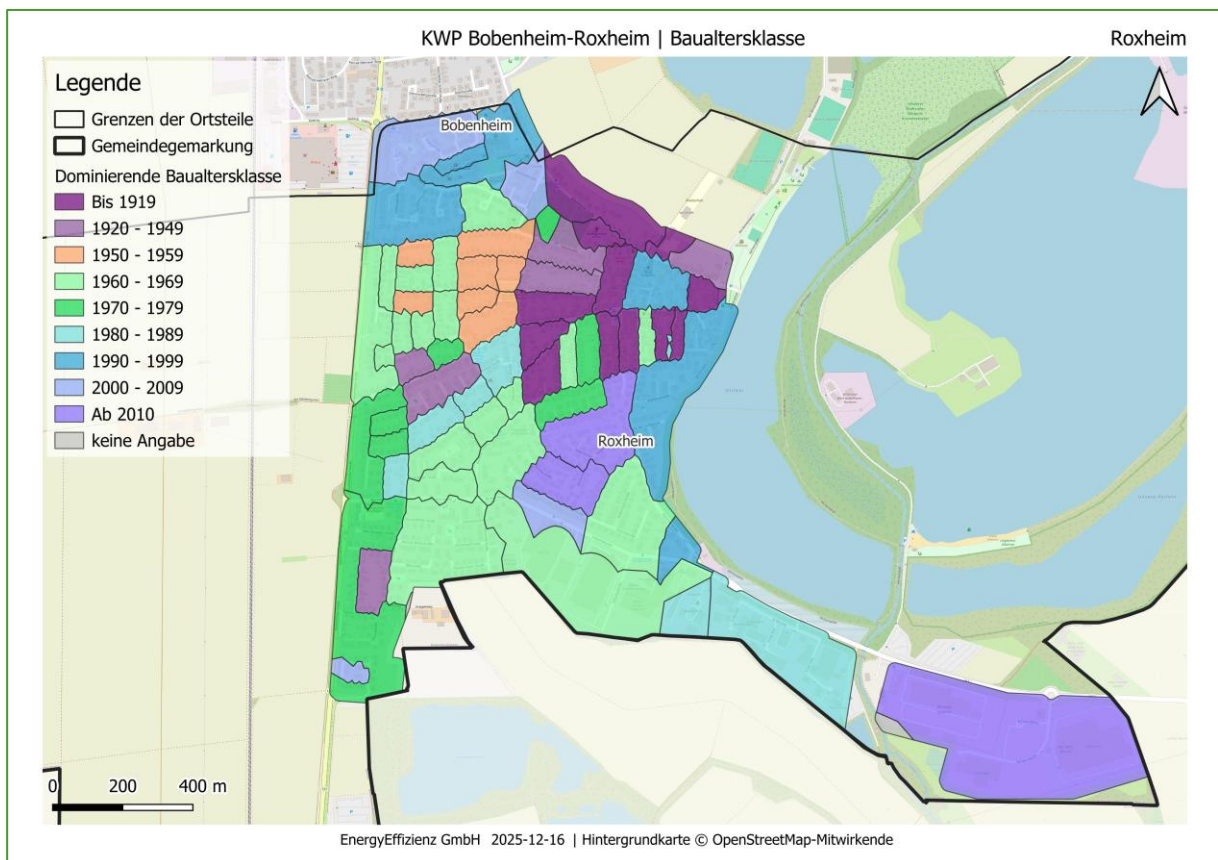 KWP Bobenheim-Roxheim | Baualtersklasse
Roxheim
Legende
Grenzen der Ortsteile
Gemeindegemarkung
Dominierende Baualtersklasse
Bis 1919
1920 - 1949
1950 - 1959
1960 - 1969
1970 - 1979
1980 - 1989
1990 - 1999
2000 - 2009
Ab 2010
keine Angabe
Bobenheim
Roxheim
0 200 400 m
EnergyEffizienz GmbH 2025-12-16 | Hintergrundkarte © OpenStreetMap-Mitwirkende